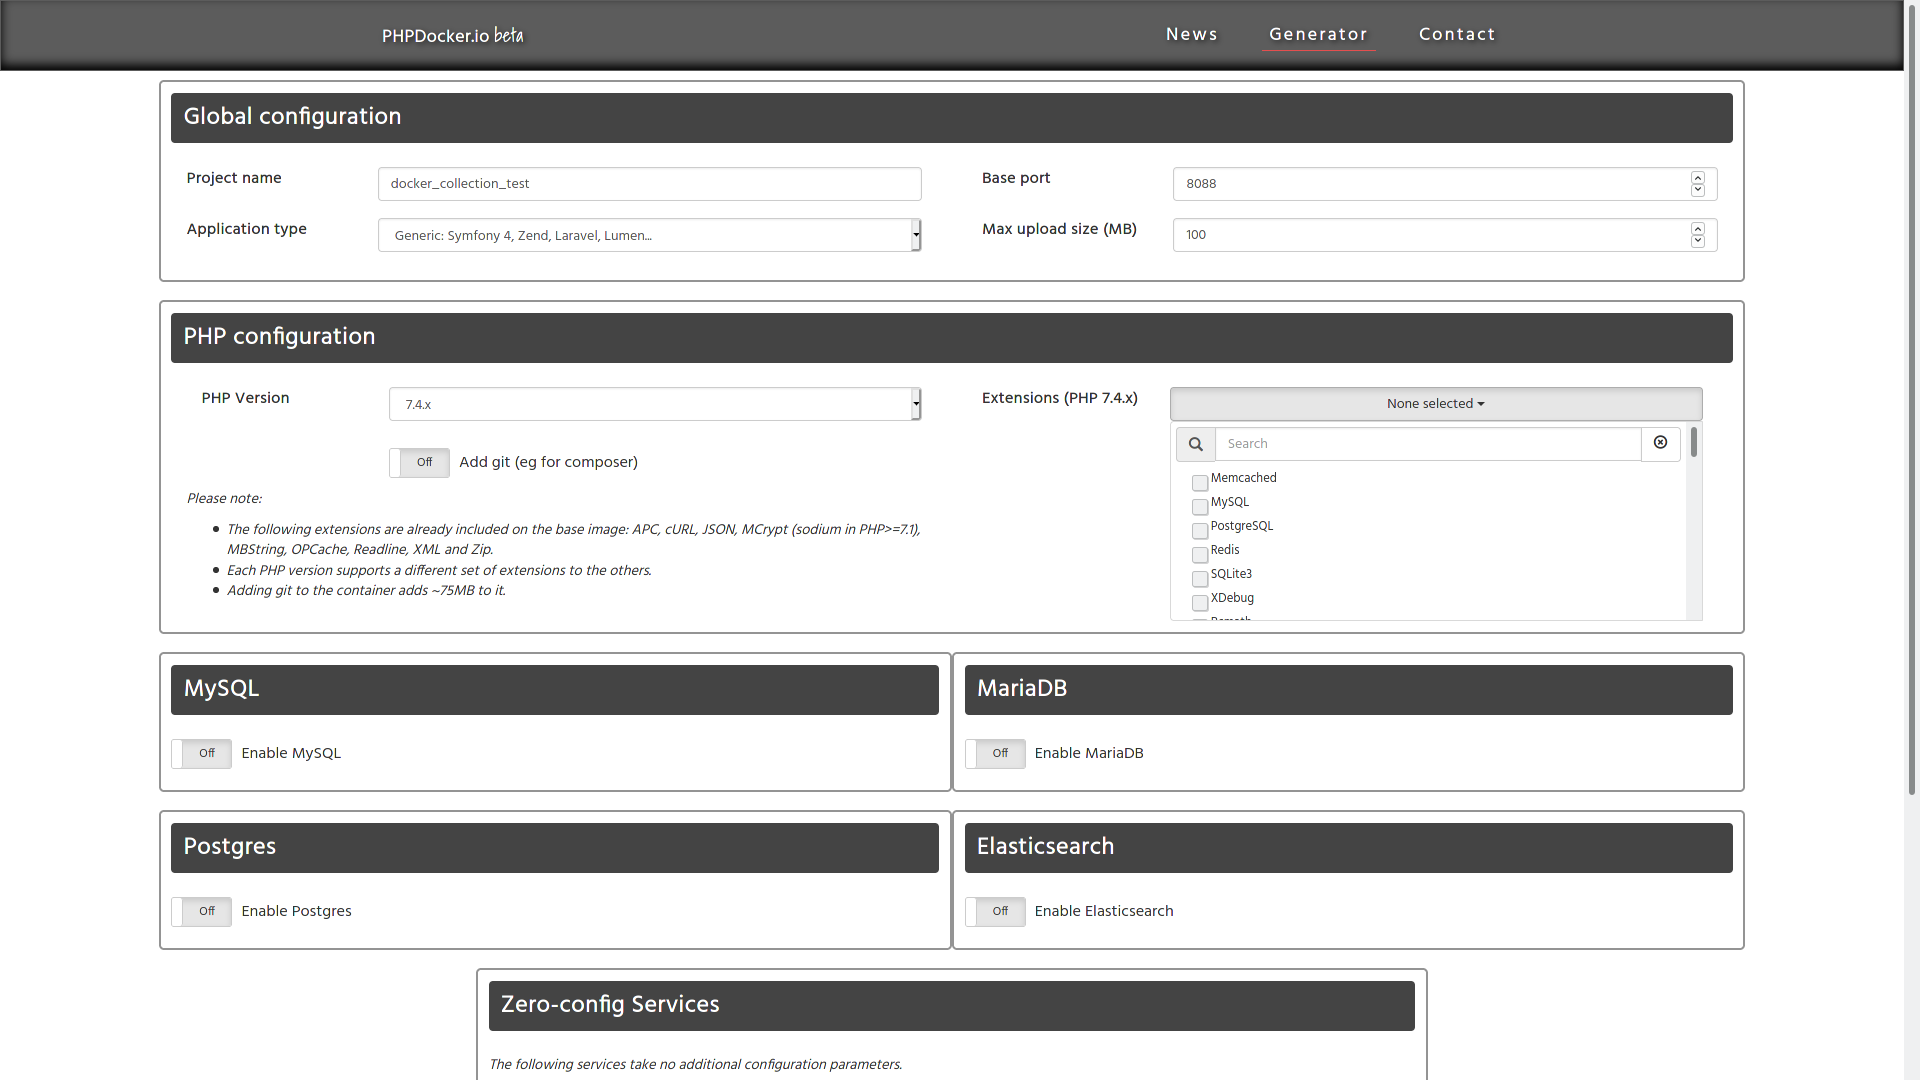 PHPDocker.io beta
News
Generator
Contact
Global configuration
Project name
docker_collection_test
Base port
8088
Application type
Generic: Symfony 4, Zend, Laravel, Lumen...
Max upload size (MB)
100
PHP configuration
PHP Version
7.4.x
Extensions (PHP 7.4.x)
None selected
Search
Off
Add git (eg for composer)
Memcached
MySQL
PostgreSQL
Redis
SQLite3
XDebug
Please note:
The following extensions are already included on the base image: APC, cURL, JSON, MCrypt (sodium in PHP>=7.1),
MBString, OPCache, Readline, XML and Zip.
Each PHP version supports a different set of extensions to the others.
Adding git to the container adds ~75MB to it.
MySQL
Off
Enable MySQL
MariaDB
Off
Enable MariaDB
Postgres
Off
Enable Postgres
Elasticsearch
Off
Enable Elasticsearch
Zero-config Services
The following services take no additional configuration parameters.